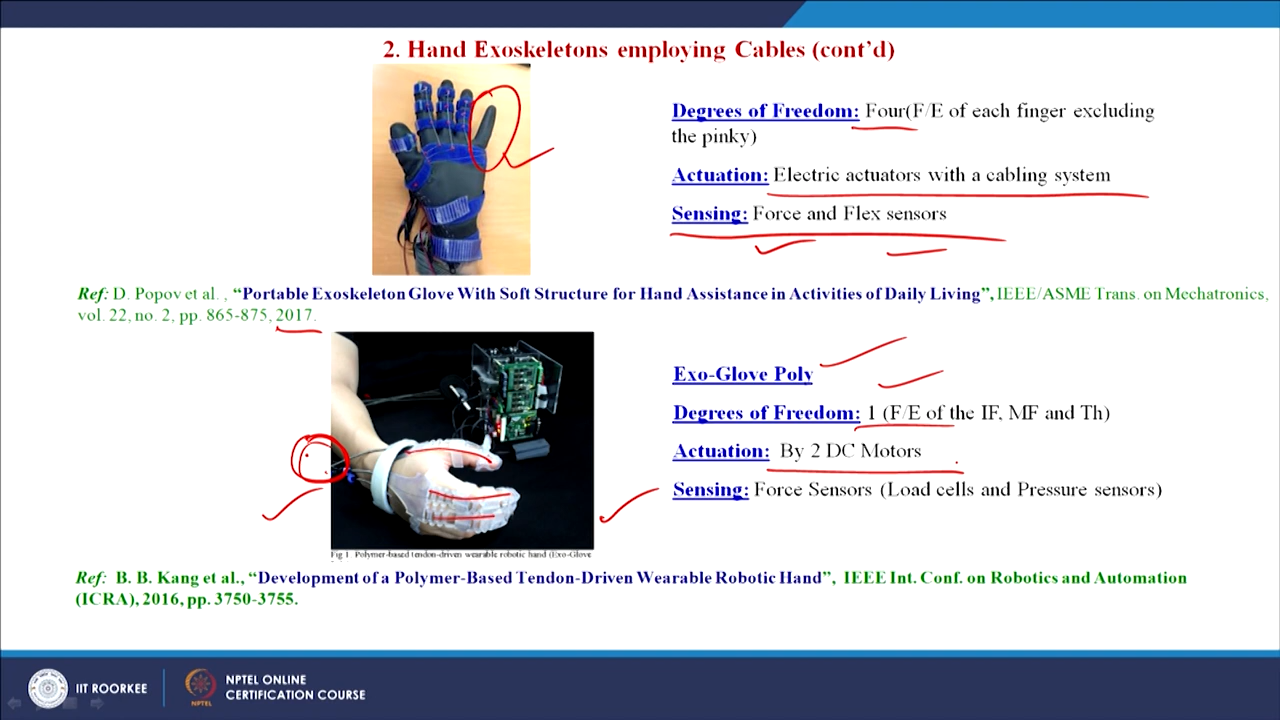 2. Hand Exoskeletons employing Cables (cont'd)
Degrees of Freedom: Four(F/E of each finger excluding
the pinky)
Actuation: Electric actuators with a cabling system
Sensing: Force and Flex sensors
Ref: D. Popov et al. , “Portable Exoskeleton Glove With Soft Structure for Hand Assistance in Activities of Daily Living”, IEEE/ASME Trans. on Mechatronics,
vol. 22, no. 2, pp. 865-875, 2017.
Exo-Glove Poly
Degrees of Freedom: 1 (F/E of the IF, MF and Th)
Actuation: By 2 DC Motors
Sensing: Force Sensors (Load cells and Pressure sensors)
Fig 1 Polymer-based tendon-driven wearable robotic hand (Exo-Glove
Ref: B. B. Kang et al., “Development of a Polymer-Based Tendon-Driven Wearable Robotic Hand”, IEEE Int. Conf. on Robotics and Automation
(ICRA), 2016, pp. 3750-3755.
IIT ROORKEE
NPTEL
NPTEL ONLINE
CERTIFICATION COURSE